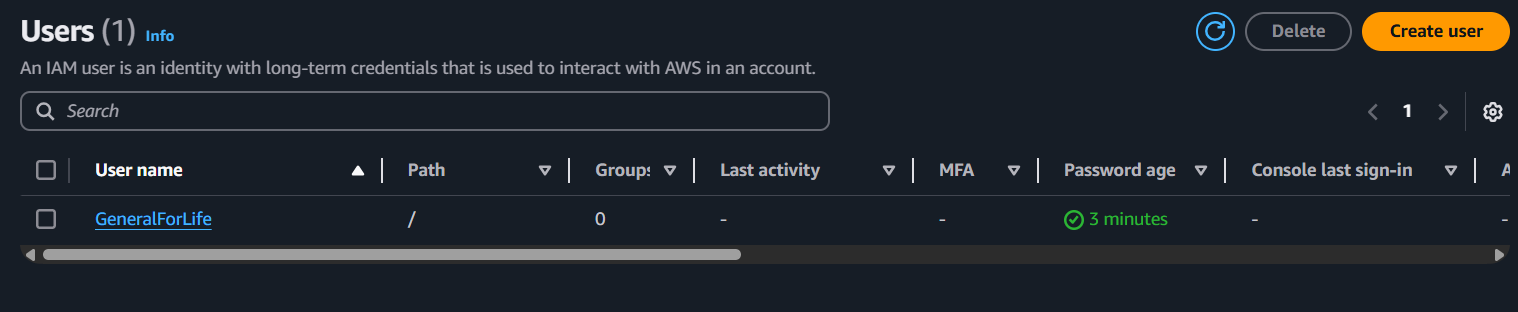 Users (1) Info
Delete
Create user
An IAM user is an identity with long-term credentials that is used to interact with AWS in an account.
Search
1
User name Path Groups Last activity MFA Password age Console last sign-in A
GeneralForLife / 0 - - 3 minutes - -